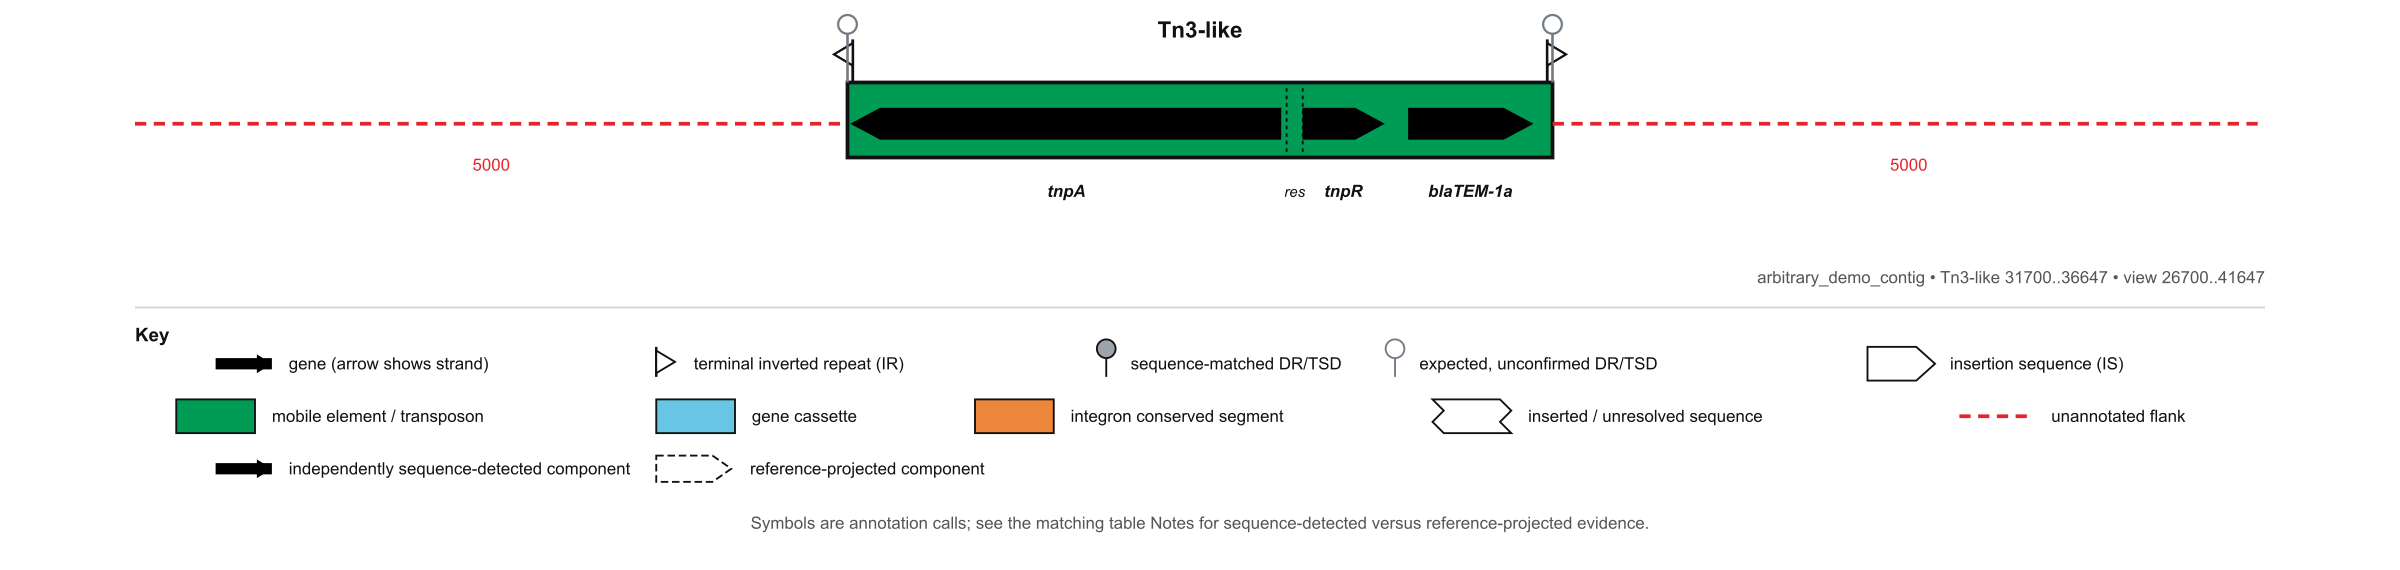 Tn3-like
5000
5000
tnpA res tnpR blaTEM-1a
arbitrary_demo_contig • Tn3-like 31700..36647 • view 26700..41647
Key
gene (arrow shows strand)
terminal inverted repeat (IR)
sequence-matched DR/TSD
expected, unconfirmed DR/TSD
insertion sequence (IS)
mobile element / transposon
gene cassette
integron conserved segment
inserted / unresolved sequence
unannotated flank
independently sequence-detected component
reference-projected component
Symbols are annotation calls; see the matching table Notes for sequence-detected versus reference-projected evidence.